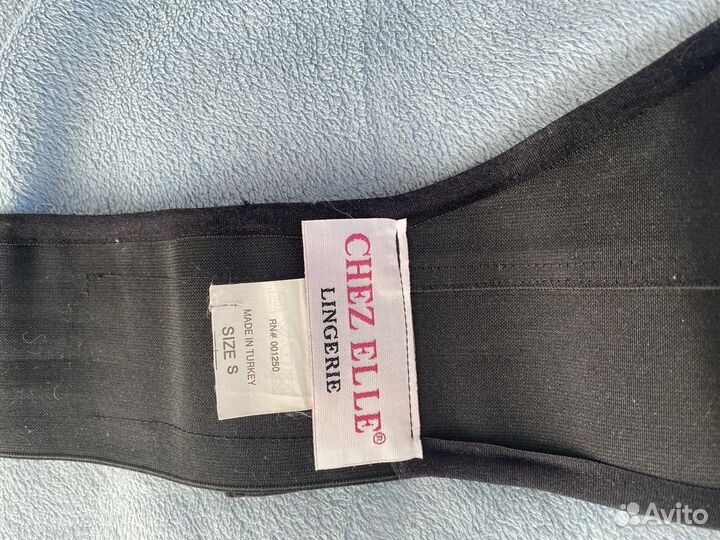 CHEZ ELLE®
LINGERIE
RN# 001250
MADE IN TURKEY
SIZE S
Avito